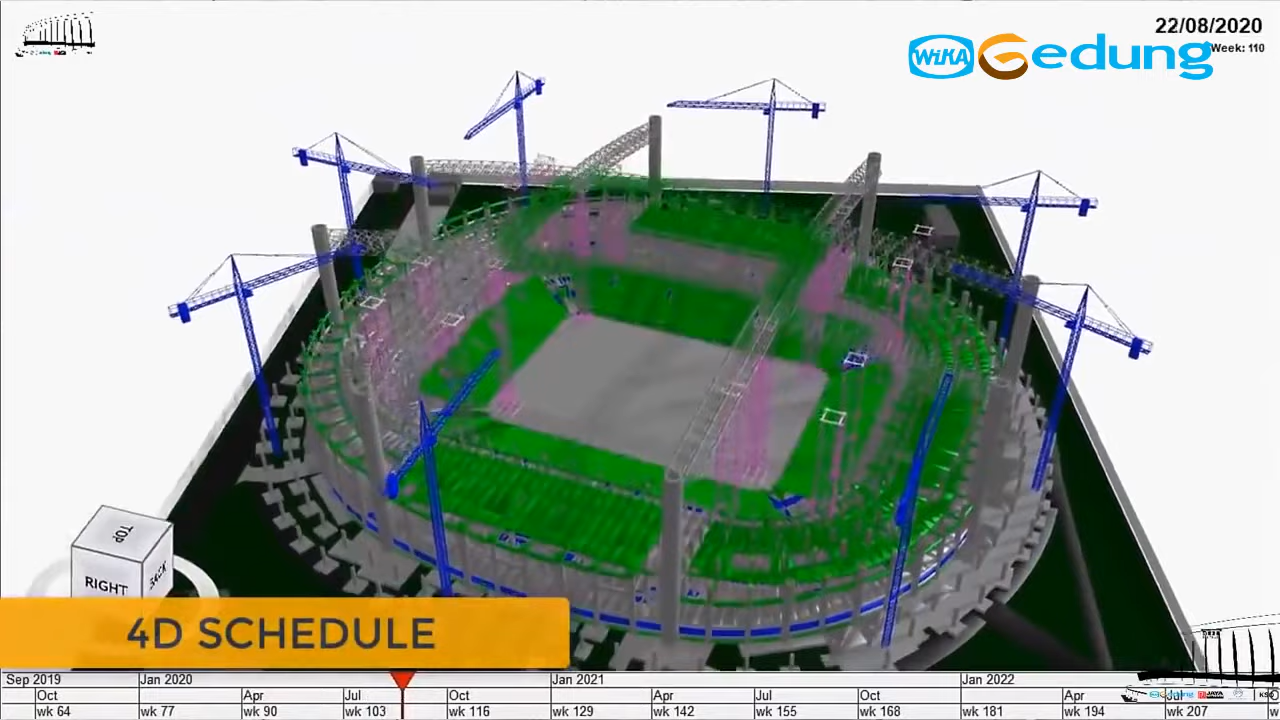 22/08/2020
Week: 110
WiKA Gedung
TOP
RIGHT
BACK
4D SCHEDULE
Sep 2019 Jan 2020 Jan 2021 Jan 2022
Oct Apr Jul Oct Apr Jul Oct Apr Jul
wk 64 wk 77 wk 90 wk 103 wk 116 wk 129 wk 142 wk 155 wk 168 wk 181 wk 194 wk 207 w
JAYA
KSO